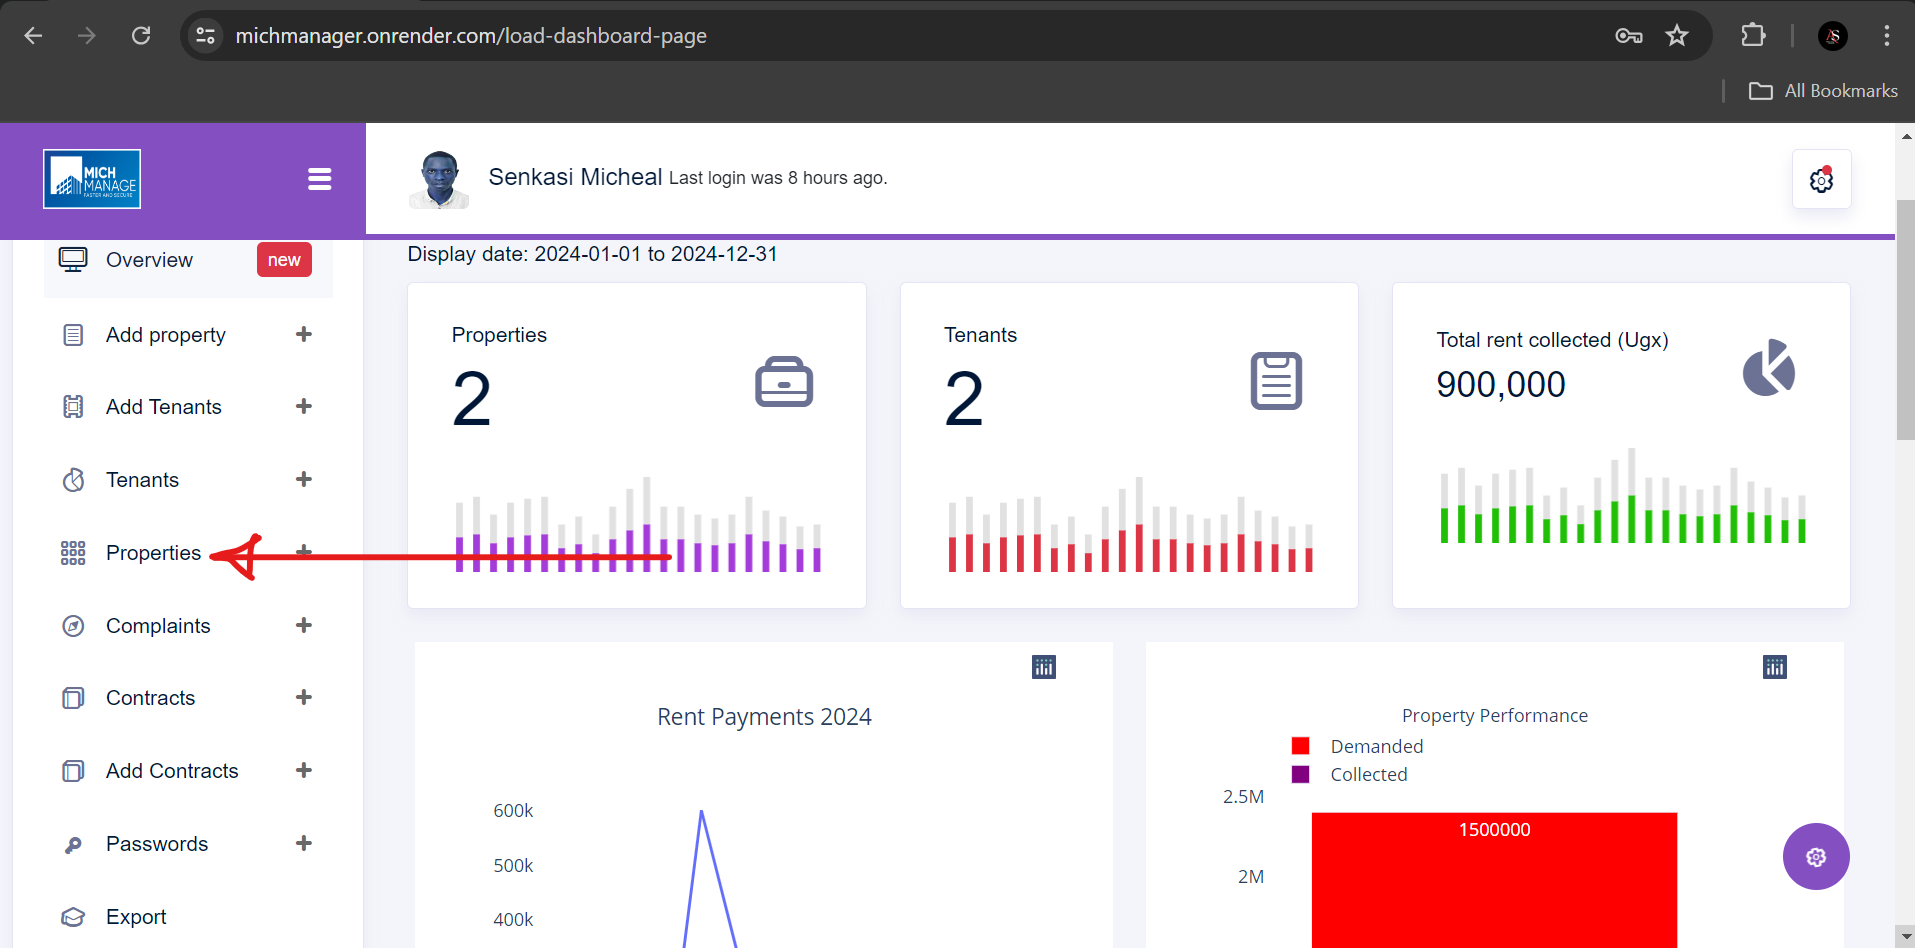 michmanager.onrender.com/load-dashboard-page
All Bookmarks
MICH
MANAGE
FASTER AND SECURE
Senkasi Micheal Last login was 8 hours ago.
Display date: 2024-01-01 to 2024-12-31
Overview new
Add property
Add Tenants
Tenants
Properties
Complaints
Contracts
Add Contracts
Passwords
Export
Properties
2
Tenants
2
Total rent collected (Ugx)
900,000
Rent Payments 2024
600k
500k
400k
Property Performance
Demanded
Collected
2.5M
1500000
2M